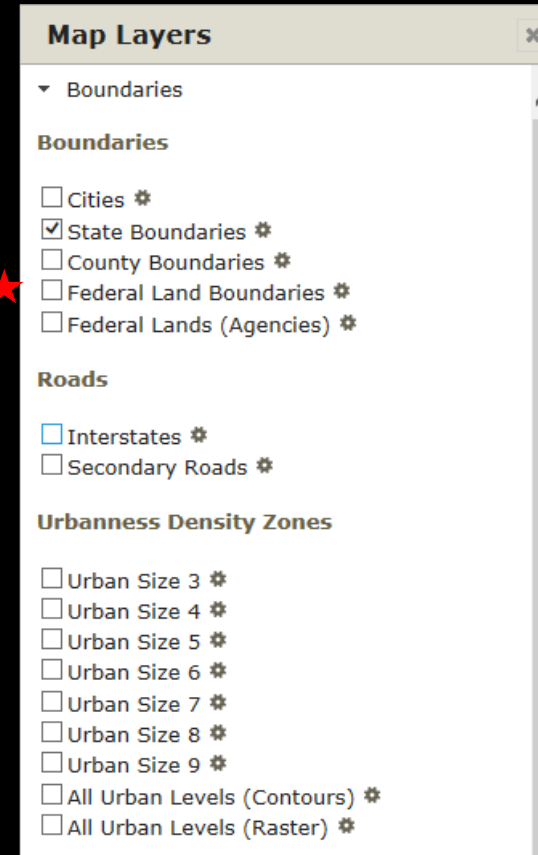 Map Layers
Boundaries
Boundaries
Cities
State Boundaries
County Boundaries
Federal Land Boundaries
Federal Lands (Agencies)
Roads
Interstates
Secondary Roads
Urbanness Density Zones
Urban Size 3
Urban Size 4
Urban Size 5
Urban Size 6
Urban Size 7
Urban Size 8
Urban Size 9
All Urban Levels (Contours)
All Urban Levels (Raster)